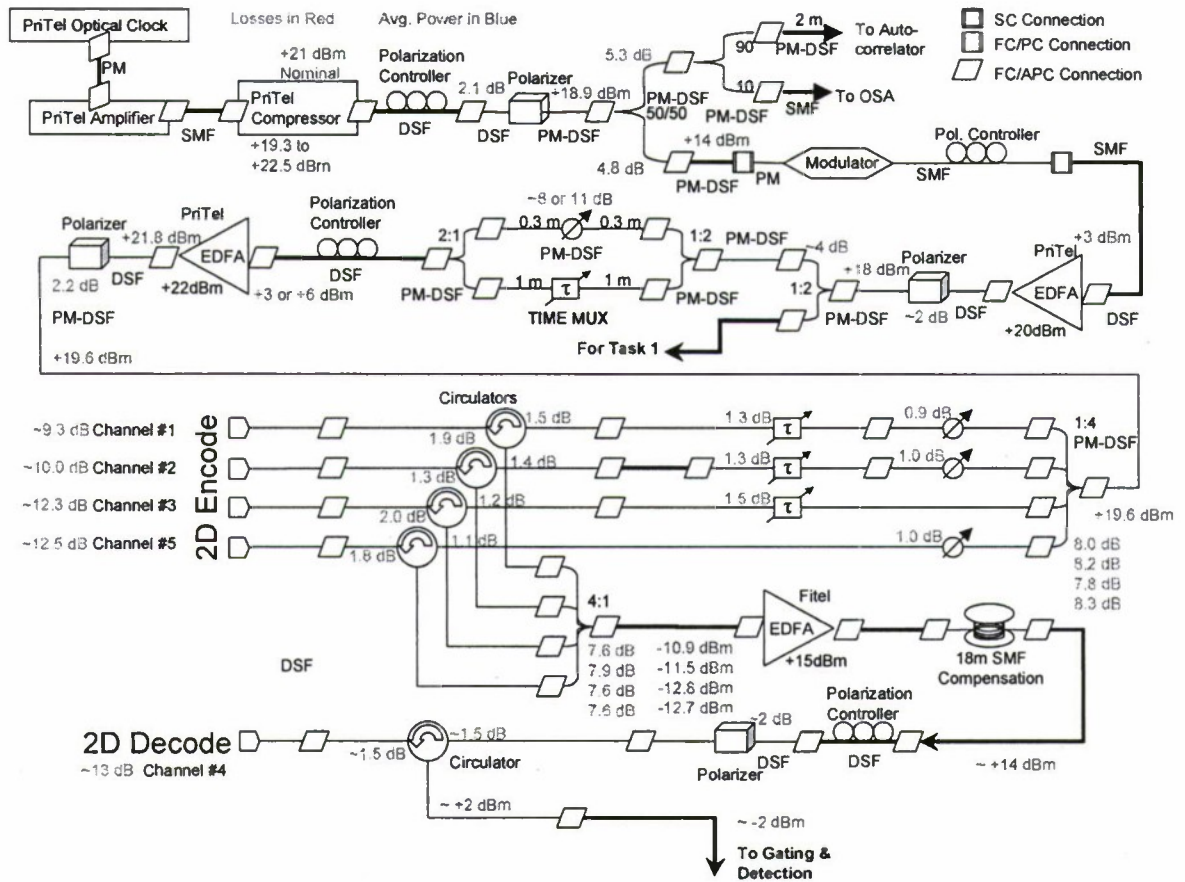 PriTel Optical Clock
Losses in Red
Avg. Power in Blue
2 m
SC Connection
FC/PC Connection
FC/APC Connection
PM
+21 dBm
Nominal
Polarization
Controller
2.1 dB
Polarizer
+18.9 dBm
5.3 dB
90
PM-DSF
To Auto-
correlator
PriTel Amplifier
SMF
PriTel
Compressor
DSF
DSF
PM-DSF
PM-DSF
50/50
10
PM-DSF
SMF
To OSA
+19.3 to
+22.5 dBm
+14 dBm
4.8 dB
PM-DSF
PM
Modulator
SMF
Pol. Controller
SMF
Polarizer
+21.8 dBm
PriTel
EDFA
Polarization
Controller
DSF
~8 or 11 dB
2:1
0.3 m
0.3 m
PM-DSF
1:2
PM-DSF
~4 dB
+18 dBm
Polarizer
+3 dBm
PriTel
EDFA
2.2 dB
DSF
+22dBm
+3 or +6 dBm
PM-DSF
1 m
τ
1 m
PM-DSF
1:2
PM-DSF
~2 dB
DSF
+20dBm
DSF
PM-DSF
TIME MUX
For Task 1
+19.6 dBm
Circulators
2D Encode
~9.3 dB Channel #1
1.9 dB
1.5 dB
1.3 dB
τ
0.9 dB
1:4
PM-DSF
~10.0 dB Channel #2
1.3 dB
1.4 dB
1.3 dB
τ
1.0 dB
~12.3 dB Channel #3
2.0 dB
1.2 dB
1.5 dB
τ
+19.6 dBm
~12.5 dB Channel #5
1.8 dB
1.1 dB
1.0 dB
8.0 dB
8.2 dB
7.8 dB
8.3 dB
4:1
Fitel
EDFA
+15dBm
7.6 dB
7.9 dB
7.6 dB
7.6 dB
-10.9 dBm
-11.5 dBm
-12.8 dBm
-12.7 dBm
18m SMF
Compensation
DSF
2D Decode
~13 dB Channel #4
~1.5 dB
~1.5 dB
Circulator
~2 dB
Polarizer
DSF
Polarization
Controller
DSF
~ +14 dBm
~ +2 dBm
~ -2 dBm
To Gating &
Detection